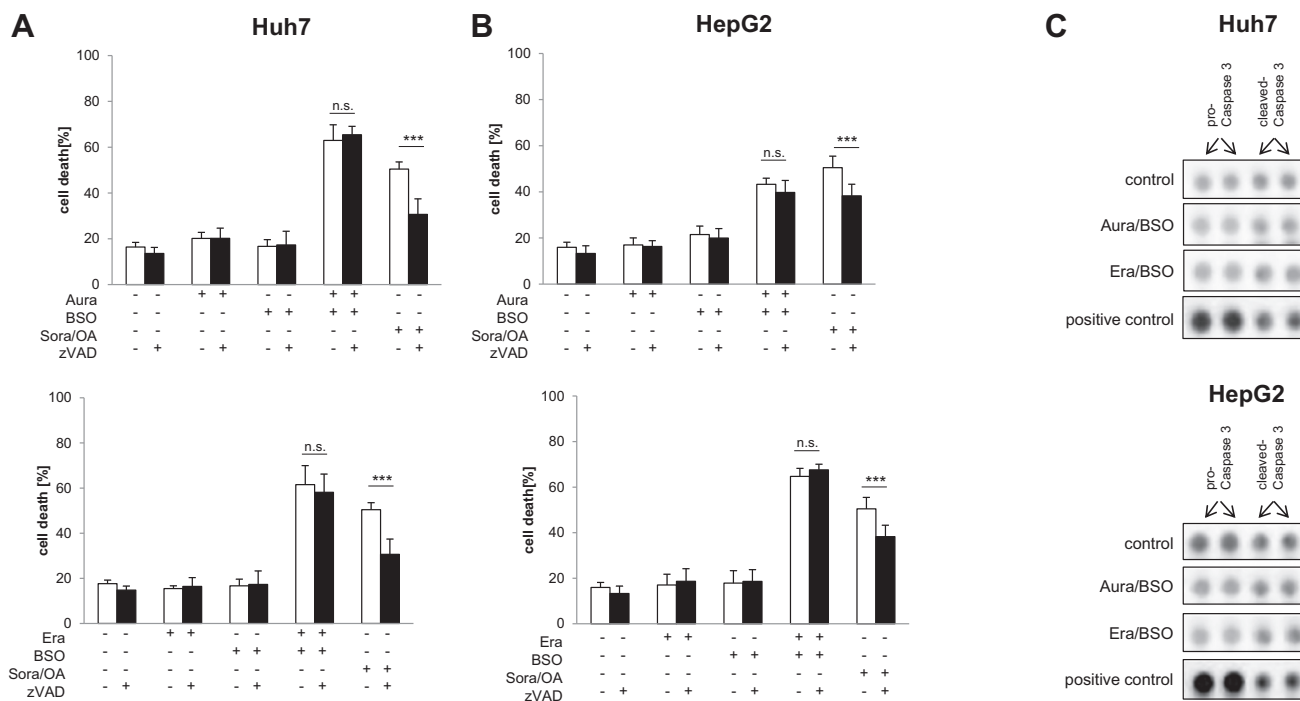 A
Huh7
cell death[%]
100
80
60
40
20
0
n.s.
***
Aura - - + + - - + + - -
BSO - - - - + + + + - -
Sora/OA - - - - - - - - + +
zVAD - + - + - + - + - +
cell death[%]
100
80
60
40
20
0
n.s.
***
Era - - + + - - + + - -
BSO - - - - + + + + - -
Sora/OA - - - - - - - - + +
zVAD - + - + - + - + - +
B
HepG2
cell death[%]
100
80
60
40
20
0
n.s.
***
Aura - - + + - - + + - -
BSO - - - - + + + + - -
Sora/OA - - - - - - - - + +
zVAD - + - + - + - + - +
cell death[%]
100
80
60
40
20
0
n.s.
***
Era - - + + - - + + - -
BSO - - - - + + + + - -
Sora/OA - - - - - - - - + +
zVAD - + - + - + - + - +
C
Huh7
pro-
Caspase 3
cleaved-
Caspase 3
control
Aura/BSO
Era/BSO
positive control
HepG2
pro-
Caspase 3
cleaved-
Caspase 3
control
Aura/BSO
Era/BSO
positive control